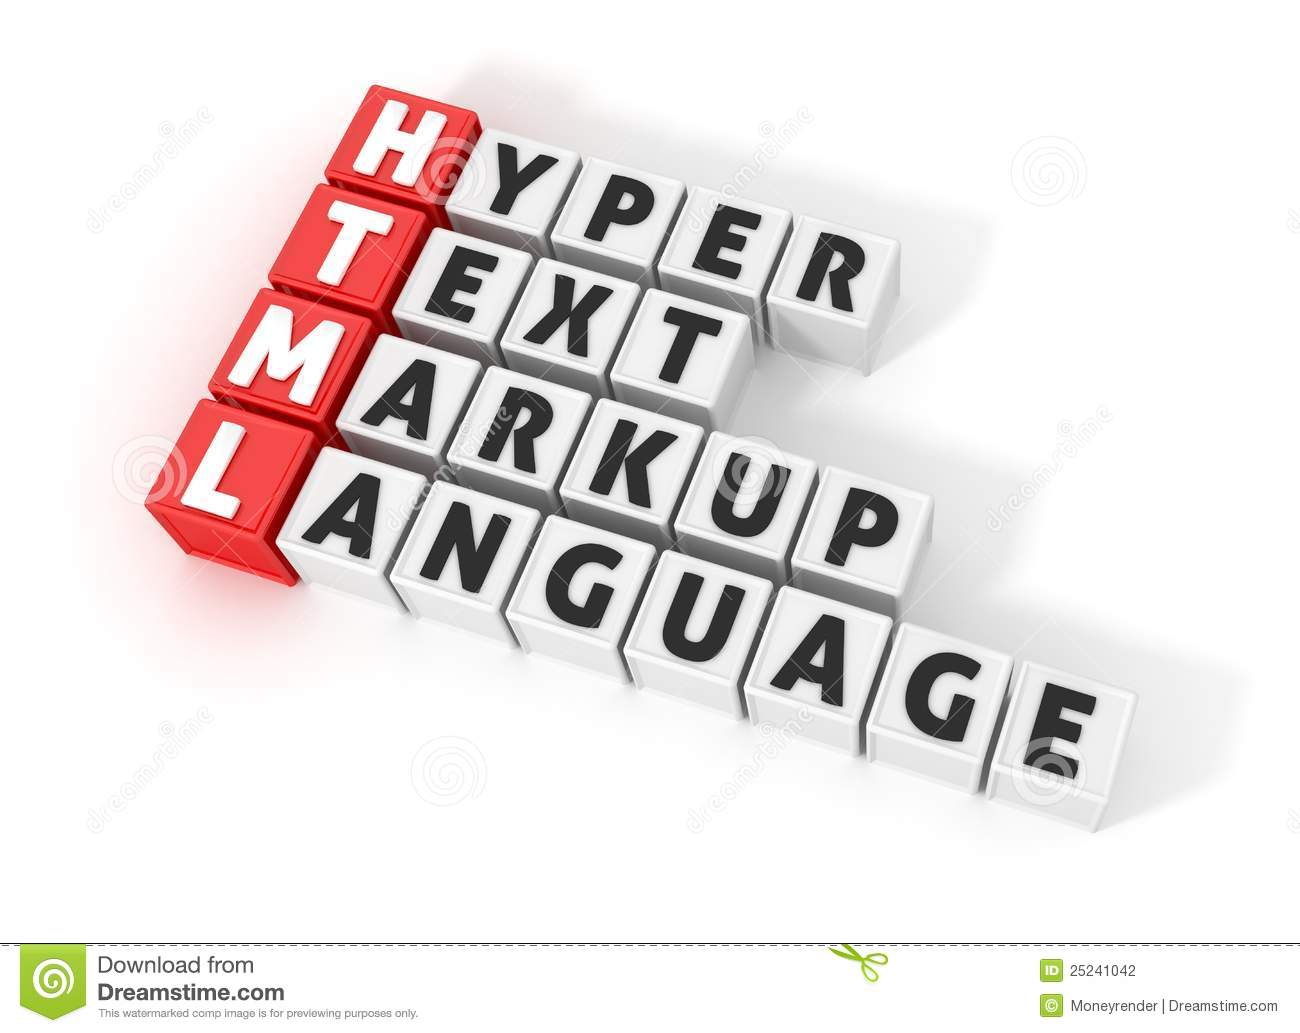 HYPER
TEXT
MARKUP
LANGUAGE
dreamstime
Download from
Dreamstime.com
This watermarked comp image is for previewing purposes only.
ID 25241042
© Moneyrender | Dreamstime.com